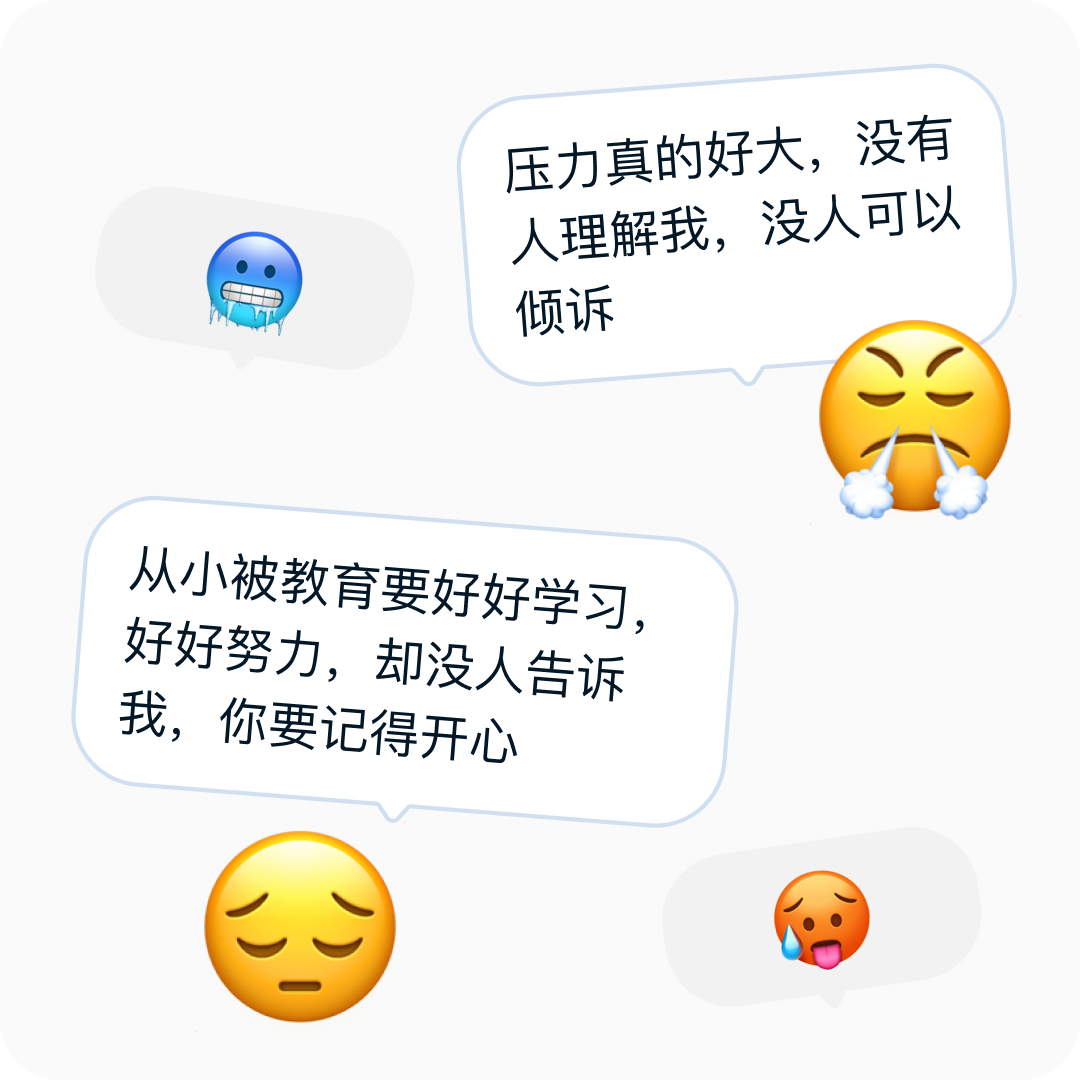 压力真的好大，没有
人理解我，没人可以
倾诉
从小被教育要好好学习，
好好努力，却没人告诉
我，你要记得开心